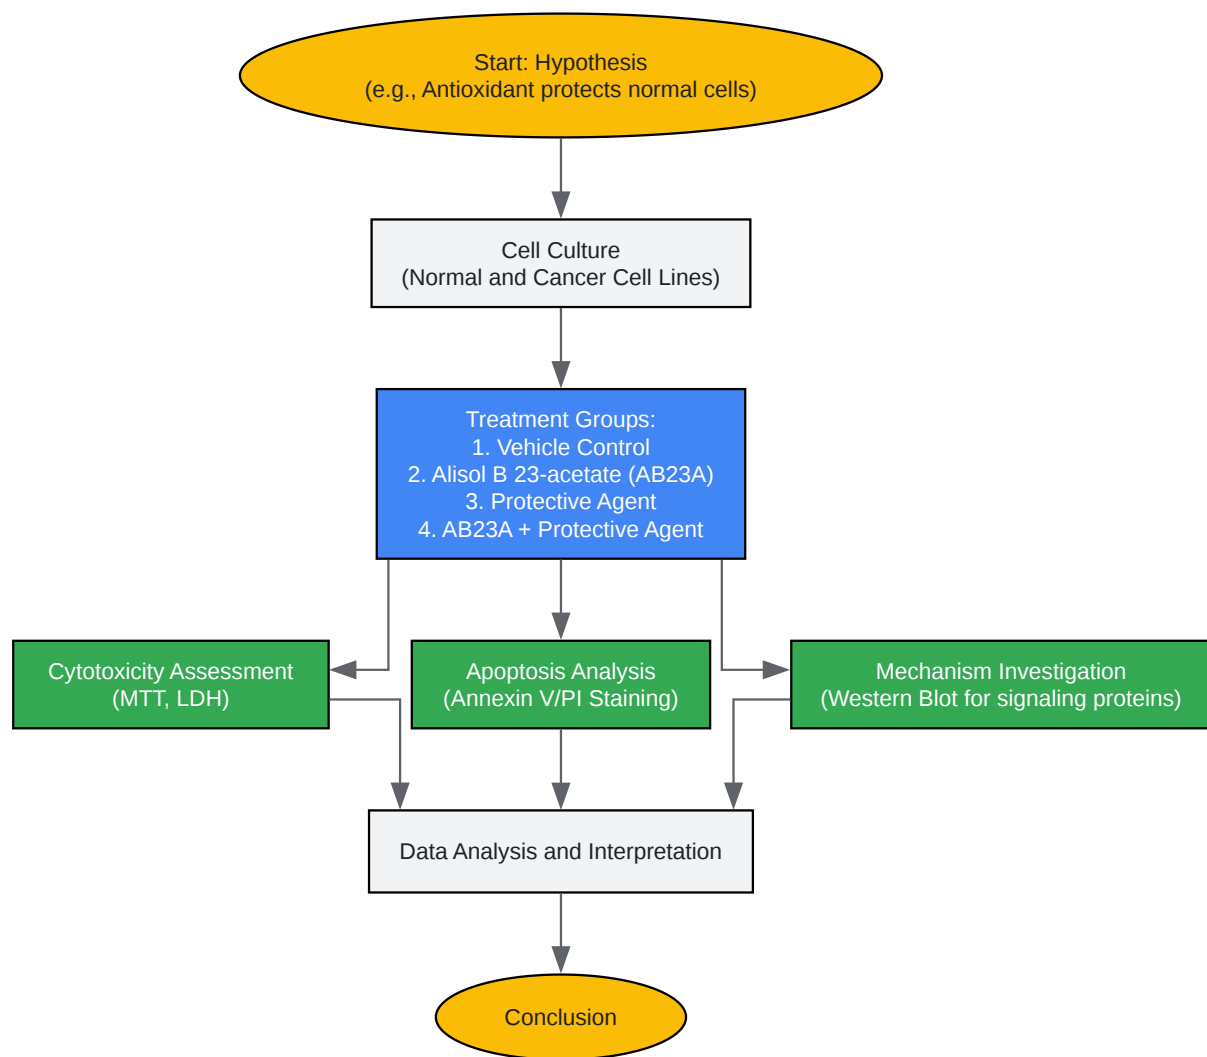 Start: Hypothesis
(e.g., Antioxidant protects normal cells)
Cell Culture
(Normal and Cancer Cell Lines)
Treatment Groups:
1. Vehicle Control
2. Alisol B 23-acetate (AB23A)
3. Protective Agent
4. AB23A + Protective Agent
Cytotoxicity Assessment
(MTT, LDH)
Apoptosis Analysis
(Annexin V/PI Staining)
Mechanism Investigation
(Western Blot for signaling proteins)
Data Analysis and Interpretation
Conclusion